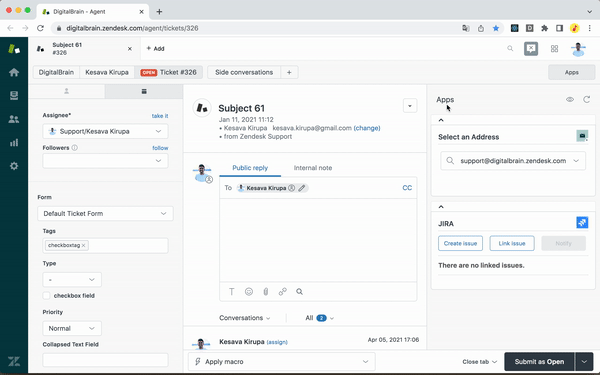 DigitalBrain - Agent
digitalbrain.zendesk.com/agent/tickets/326
Subject 61
#326
+ Add
DigitalBrain
Kesava Kirupa
OPEN Ticket #326
Side conversations
+
Apps
Assignee*
take it
Support/Kesava Kirupa
Followers
follow
Form
Default Ticket Form
Tags
checkboxtag ×
Type
-
checkbox field
Priority
Normal
Collapsed Text Field
Subject 61
Jan 11, 2021 11:12
• Kesava Kirupa kesava.kirupa@gmail.com (change)
• from Zendesk Support
Public reply
Internal note
To
Kesava Kirupa
CC
T
Conversations
All 2
Kesava Kirupa (assign)
Apr 05, 2021 17:06
Apply macro
Close tab
Submit as Open
Apps
Select an Address
support@digitalbrain.zendesk.com
JIRA
Create issue
Link issue
Notify
There are no linked issues.